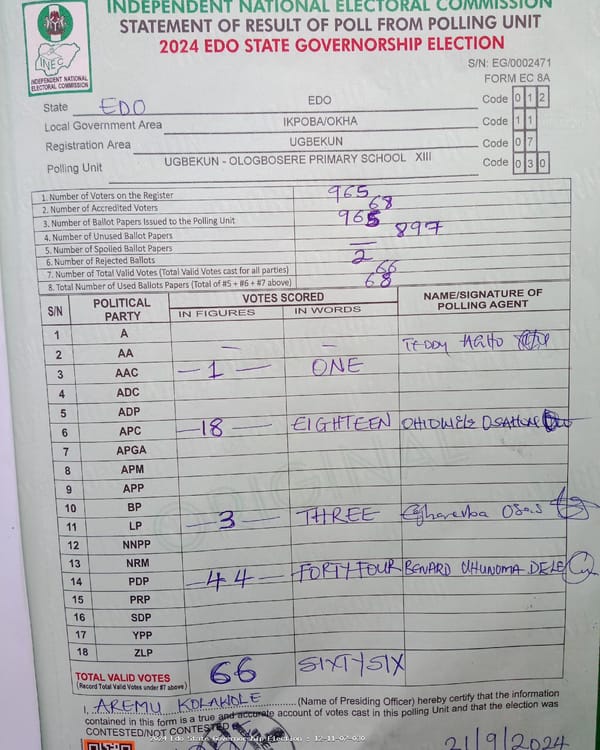 INDEPENDENT NATIONAL ELECTORAL COMMISSION
STATEMENT OF RESULT OF POLL FROM POLLING UNIT
2024 EDO STATE GOVERNORSHIP ELECTION
INEC
INDEPENDENT NATIONAL
ELECTORAL COMMISSION
S/N: EG/0002471
FORM EC 8A
State EDO EDO Code 0 1 2
Local Government Area IKPOBA/OKHA Code 1 1
Registration Area UGBEKUN Code 0 7
Polling Unit UGBEKUN - OLOGBOSERE PRIMARY SCHOOL XIII Code 0 3 0
1. Number of Voters on the Register 965
2. Number of Accredited Voters 68
3. Number of Ballot Papers Issued to the Polling Unit 965
4. Number of Unused Ballot Papers 897
5. Number of Spoiled Ballot Papers —
6. Number of Rejected Ballots 2
7. Number of Total Valid Votes (Total Valid Votes cast for all parties) 66
8. Total Number of Used Ballots Papers (Total of #5 + #6 + #7 above) 68
S/N POLITICAL PARTY VOTES SCORED NAME/SIGNATURE OF POLLING AGENT
IN FIGURES IN WORDS
1 A
2 AA – – TEDDY
3 AAC —1— ONE
4 ADC
5 ADP
6 APC —18— EIGHTEEN
7 APGA
8 APM
9 APP
10 BP
11 LP —3— THREE
12 NNPP
13 NRM
14 PDP —44— FORTY FOUR BENARD UHUNOMA DELE
15 PRP
16 SDP
17 YPP
18 ZLP
TOTAL VALID VOTES 66 SIXTY SIX
(Record Total Valid Votes under #7 above)
I, AREMU KOLAWOLE (Name of Presiding Officer) hereby certify that the information
contained in this form is a true and accurate account of votes cast in this polling Unit and that the election was
CONTESTED/NOT CONTESTED
2024 Edo State Governorship Election : 12_11_07_030
21/9/2024
ORIGINAL